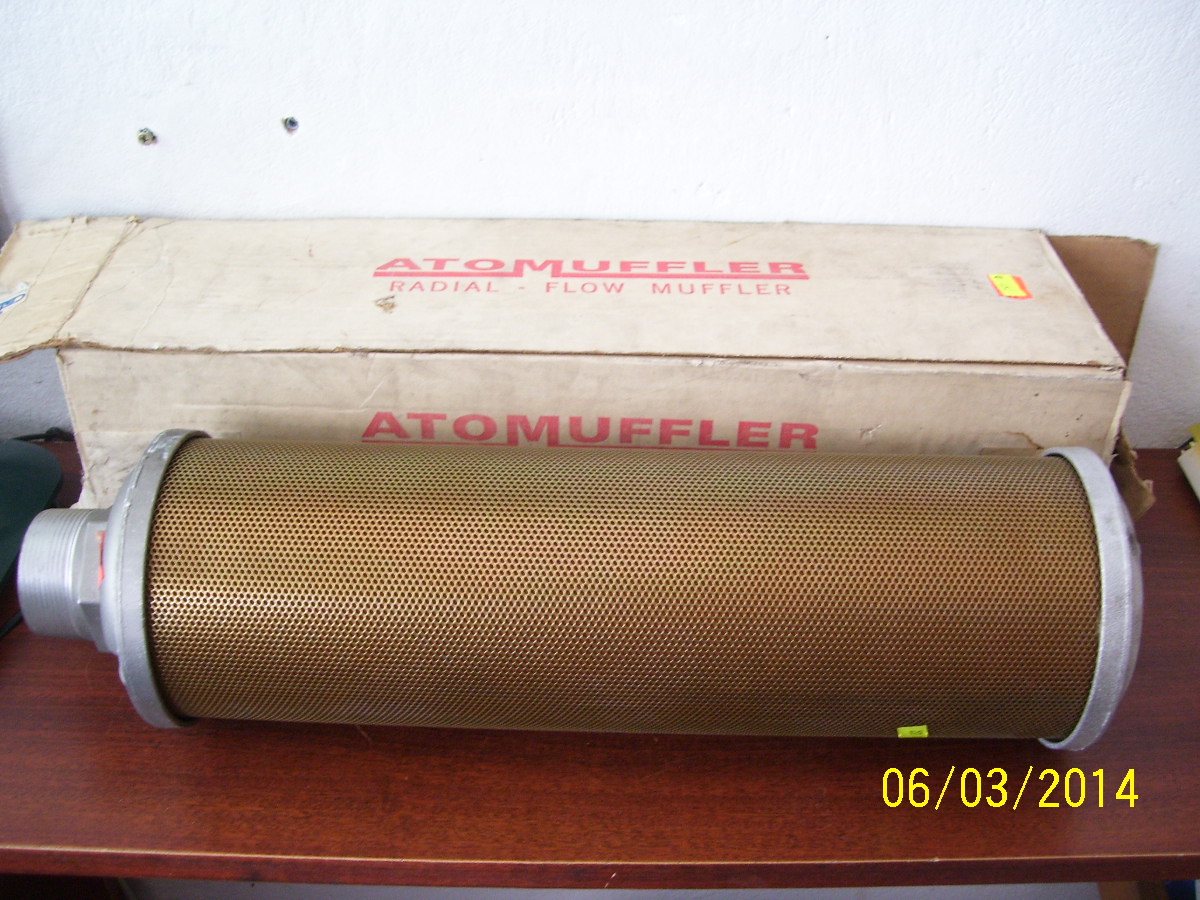 ATOMUFFLER
RADIAL - FLOW MUFFLER
ATOMUFFLER
06/03/2014